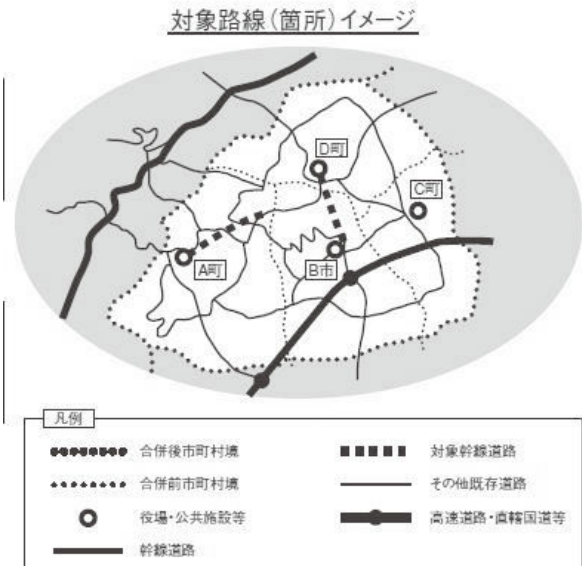 対象路線(箇所)イメージ
D町
C町
A町
B市
凡例
合併後市町村境
対象幹線道路
合併前市町村境
その他既存道路
役場・公共施設等
高速道路・直轄国道等
幹線道路